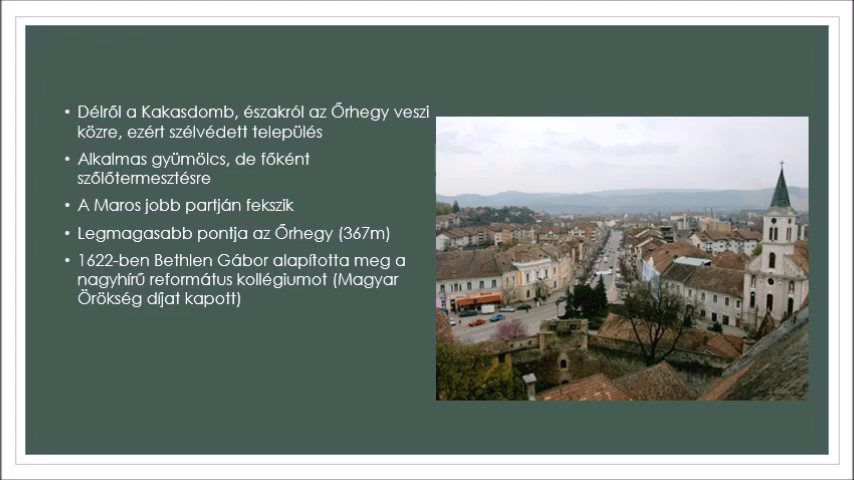 • Délről a Kakasdomb, északról az Őrhegy veszi
közre, ezért szélvédett település
• Alkalmas gyümölcs, de főként
szőlőtermesztésre
• A Maros jobb partján fekszik
• Legmagasabb pontja az Őrhegy (367m)
• 1622-ben Bethlen Gábor alapította meg a
nagyhírű református kollégiumot (Magyar
Örökség díjat kapott)